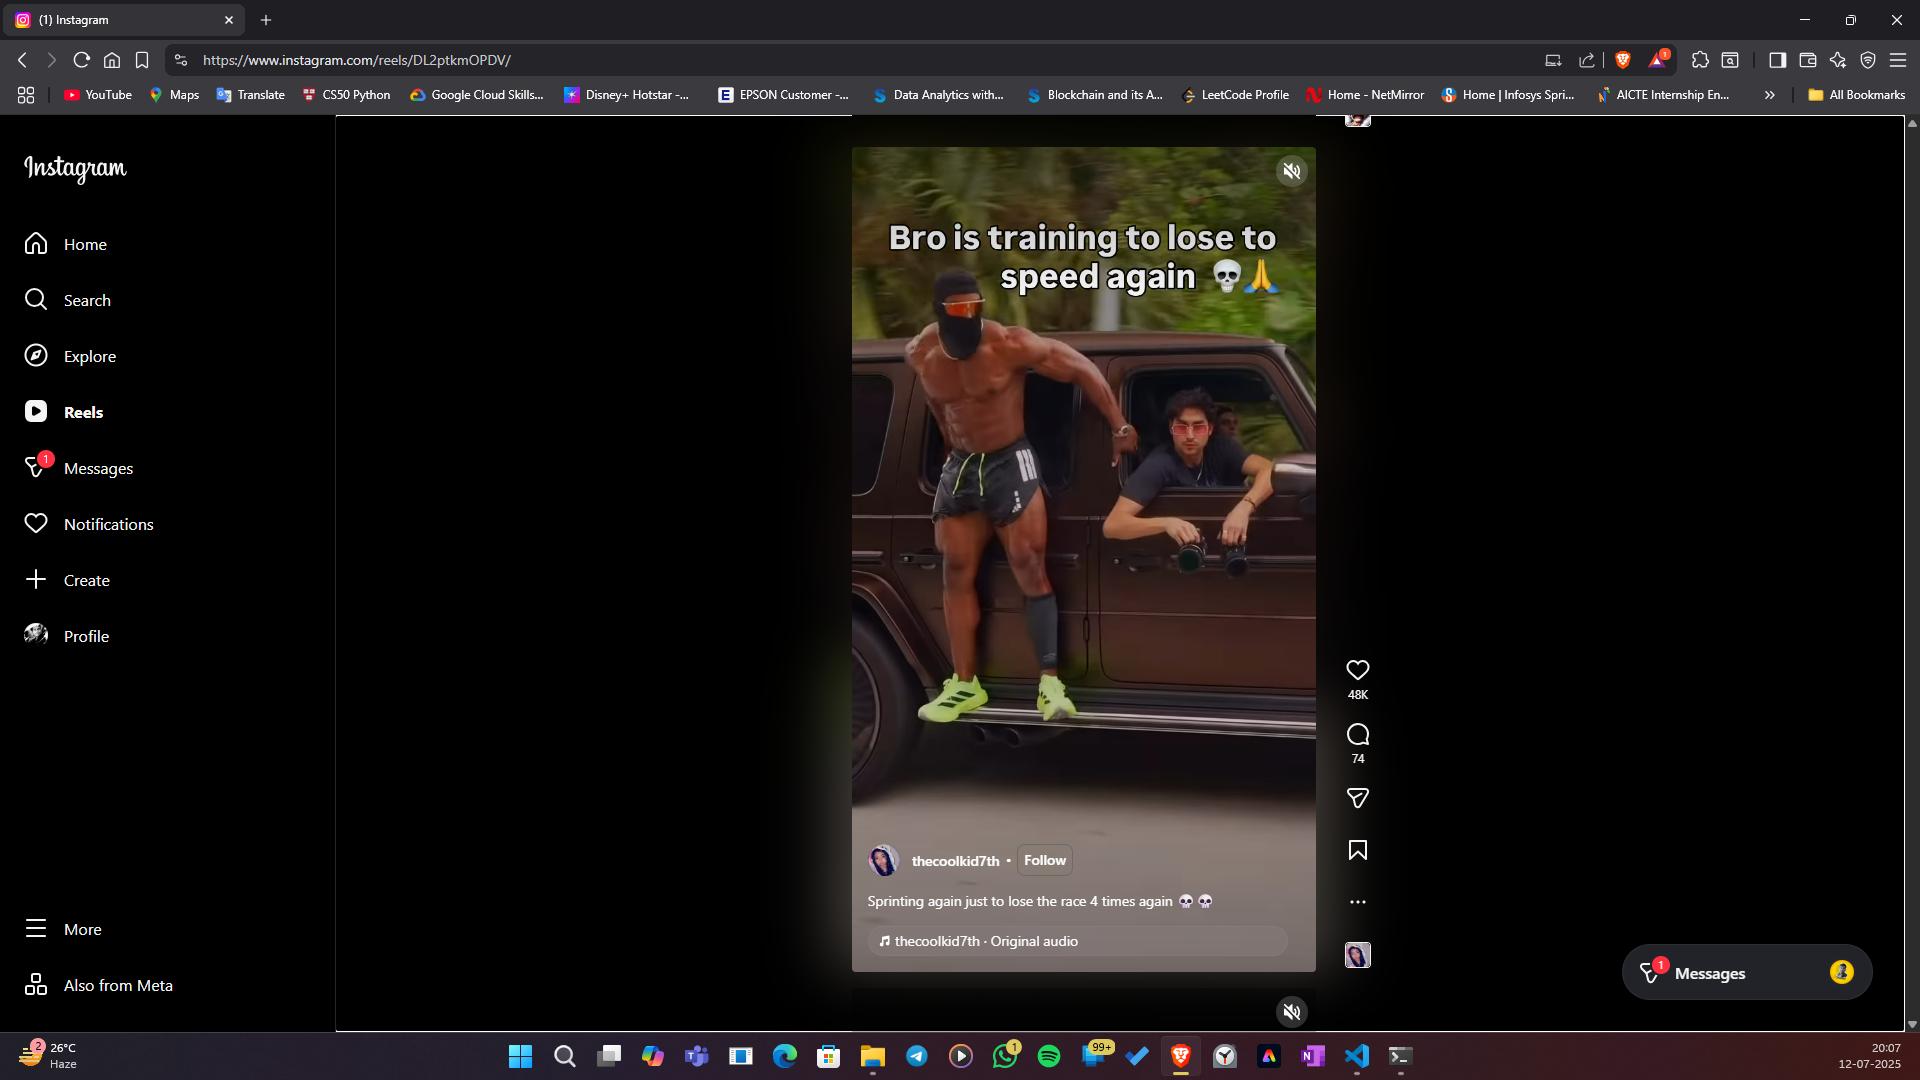 (1) Instagram
https://www.instagram.com/reels/DL2ptkmOPDV/
1
YouTube
Maps
Translate
CS50 Python
Google Cloud Skills...
Disney+ Hotstar -...
EPSON Customer -...
Data Analytics with...
Blockchain and its A...
LeetCode Profile
Home - NetMirror
Home | Infosys Spri...
AICTE Internship En...
All Bookmarks
Instagram
Home
Search
Explore
Reels
1
Messages
Notifications
Create
Profile
More
Also from Meta
Bro is training to lose to
speed again 💀🙏
48K
74
thecoolkid7th • Follow
Sprinting again just to lose the race 4 times again 💀💀
thecoolkid7th · Original audio
1
Messages
2
26°C
Haze
1
99+
20:07
12-07-2025